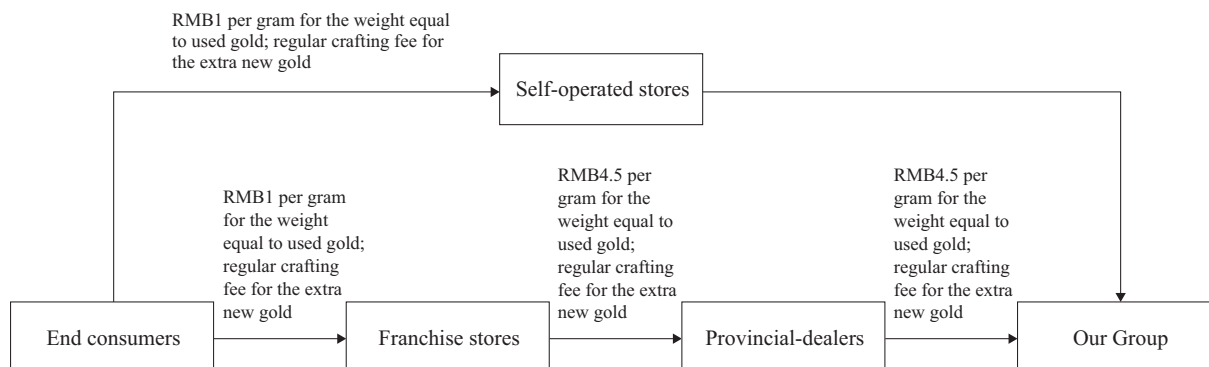 RMB1 per gram for the weight equal
to used gold; regular crafting fee for
the extra new gold
Self-operated stores
RMB1 per gram
for the weight
equal to used gold;
regular crafting
fee for the extra
new gold
RMB4.5 per
gram for the
weight equal to
used gold;
regular crafting
fee for the extra
new gold
RMB4.5 per
gram for the
weight equal to
used gold;
regular crafting
fee for the extra
new gold
End consumers
Franchise stores
Provincial-dealers
Our Group